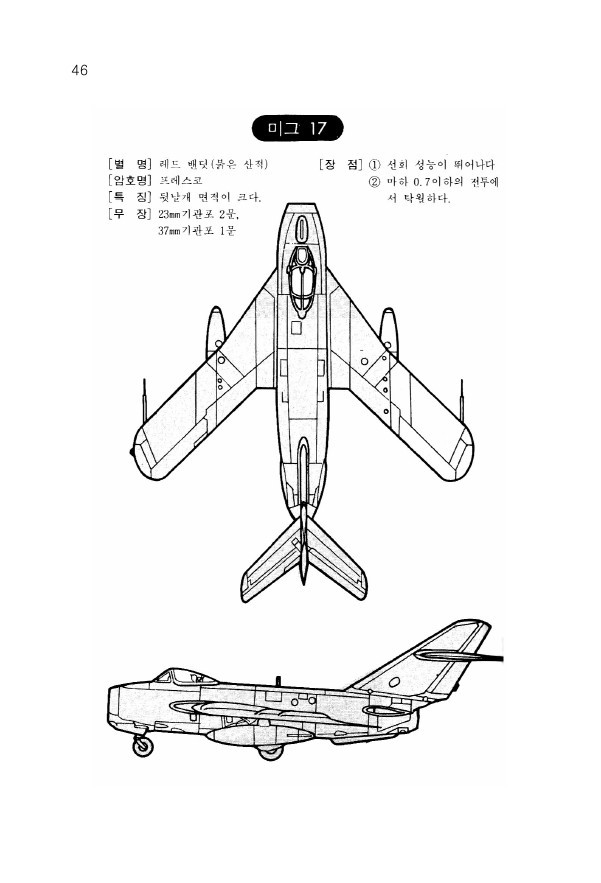 46
미그 17
[별 명] 레드 밴딧(붉은 산적)
[암호명] 프레스코
[특 징] 뒷날개 면적이 크다.
[무 장] 23mm기관포 2문,
37mm기관포 1문
[장 점] ① 선회 성능이 뛰어나다
② 마하 0.7이하의 전투에
서 탁월하다.